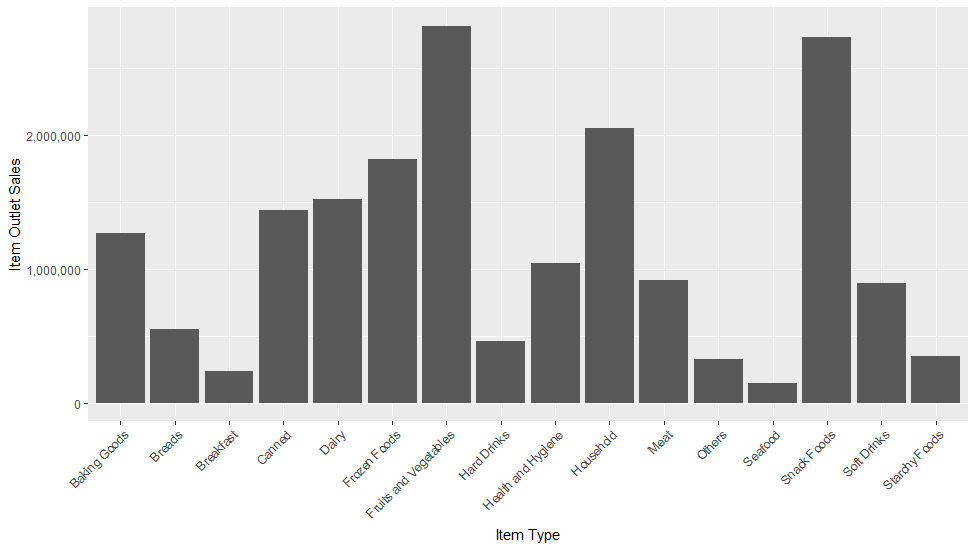 Item Outlet Sales
2,000,000
1,000,000
0
Baking Goods
Breads
Breakfast
Canned
Dairy
Frozen Foods
Fruits and Vegetables
Hard Drinks
Health and Hygiene
Household
Meat
Others
Seafood
Snack Foods
Soft Drinks
Starchy Foods
Item Type